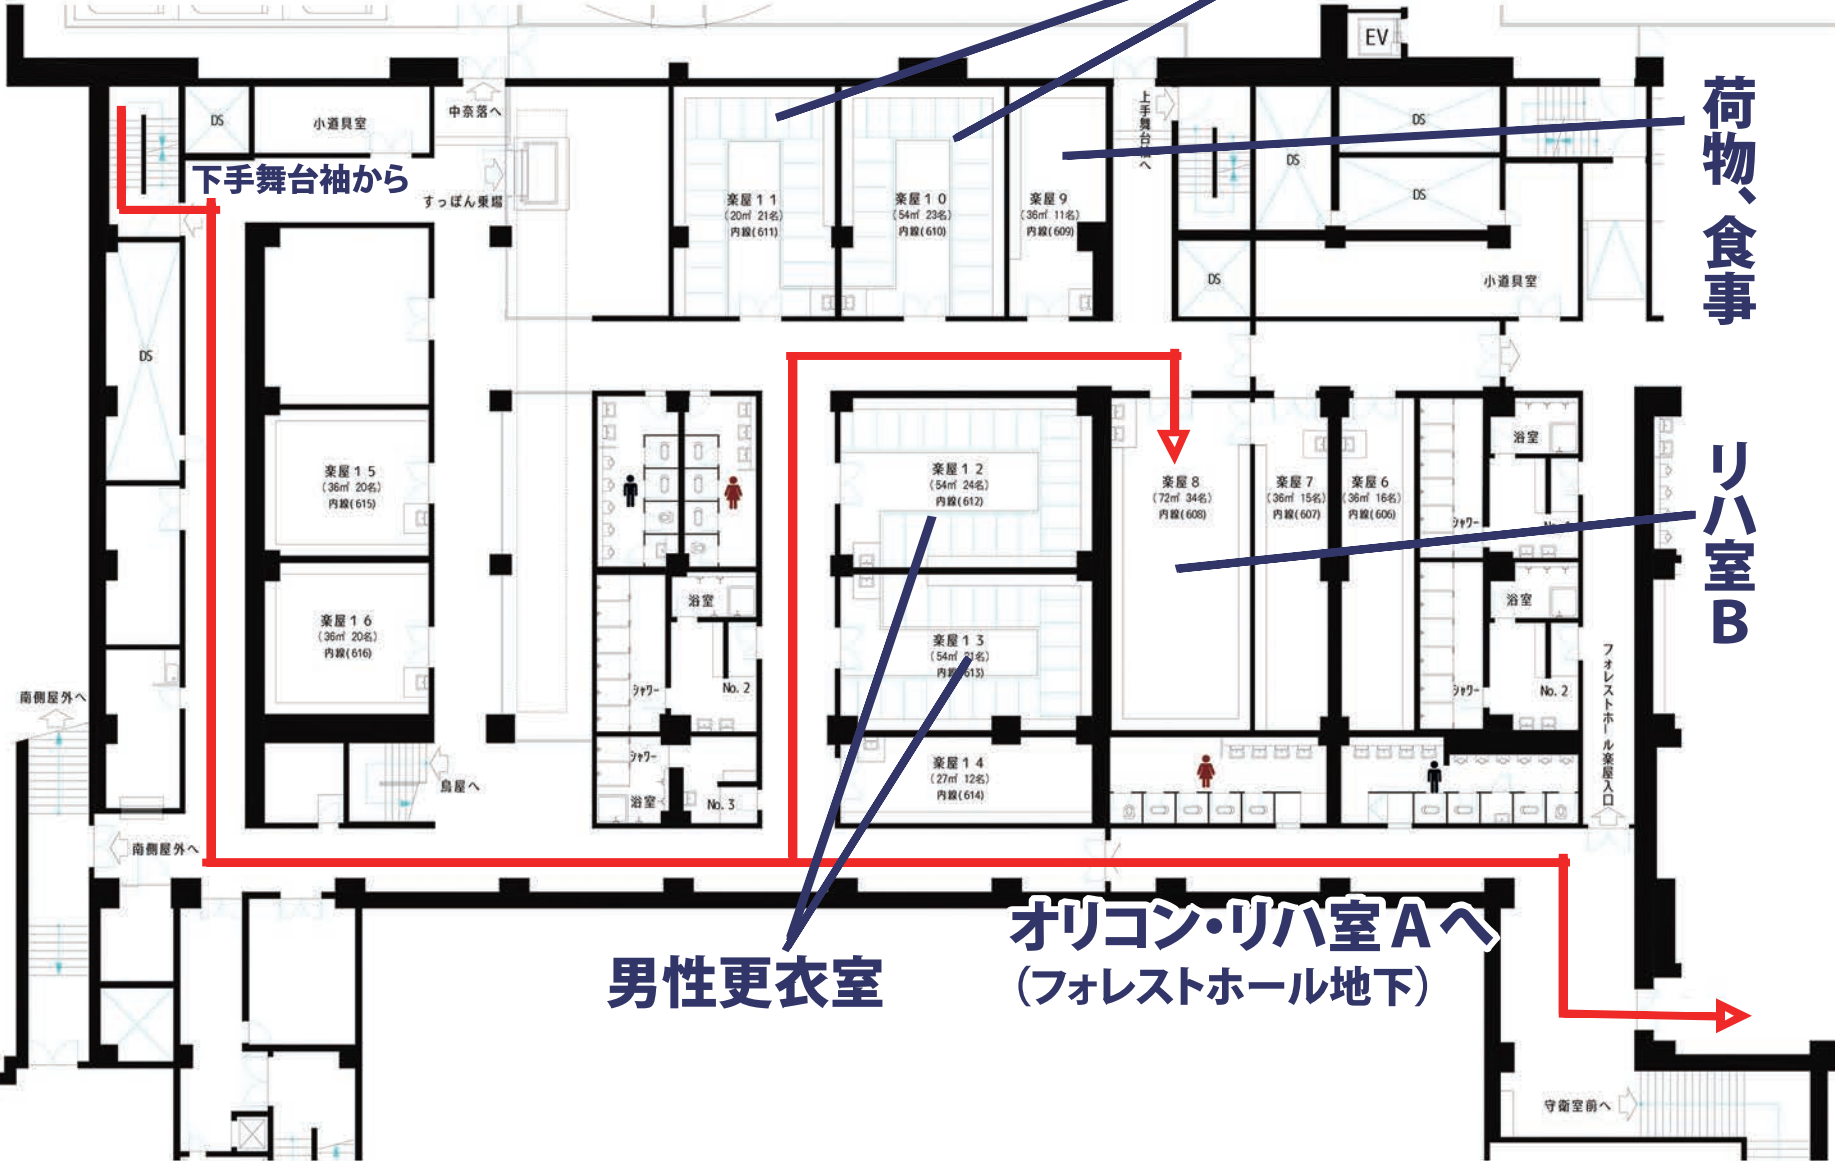 EV
荷物、食事
リハ室B
DS
小道具室
中奈落へ
下手舞台袖から
すっぽん乗場
楽屋11
(20㎡ 21名)
内線(611)
楽屋10
(54㎡ 23名)
内線(610)
楽屋9
(36㎡ 11名)
内線(609)
上手舞台袖へ
DS
DS
DS
DS
小道具室
DS
楽屋15
(36㎡ 20名)
内線(615)
楽屋16
(36㎡ 20名)
内線(616)
楽屋12
(54㎡ 24名)
内線(612)
楽屋13
(54㎡ 21名)
内線(613)
楽屋14
(27㎡ 12名)
内線(614)
楽屋8
(72㎡ 34名)
内線(608)
楽屋7
(36㎡ 15名)
内線(607)
楽屋6
(36㎡ 16名)
内線(606)
浴室
シャワー
浴室
シャワー
No.2
浴室
シャワー
No.2
シャワー
浴室
No.3
フォレストホール楽屋入口
南側屋外へ
南側屋外へ
鳥屋へ
男性更衣室
オリコン・リハ室Aへ
(フォレストホール地下)
守衛室前へ